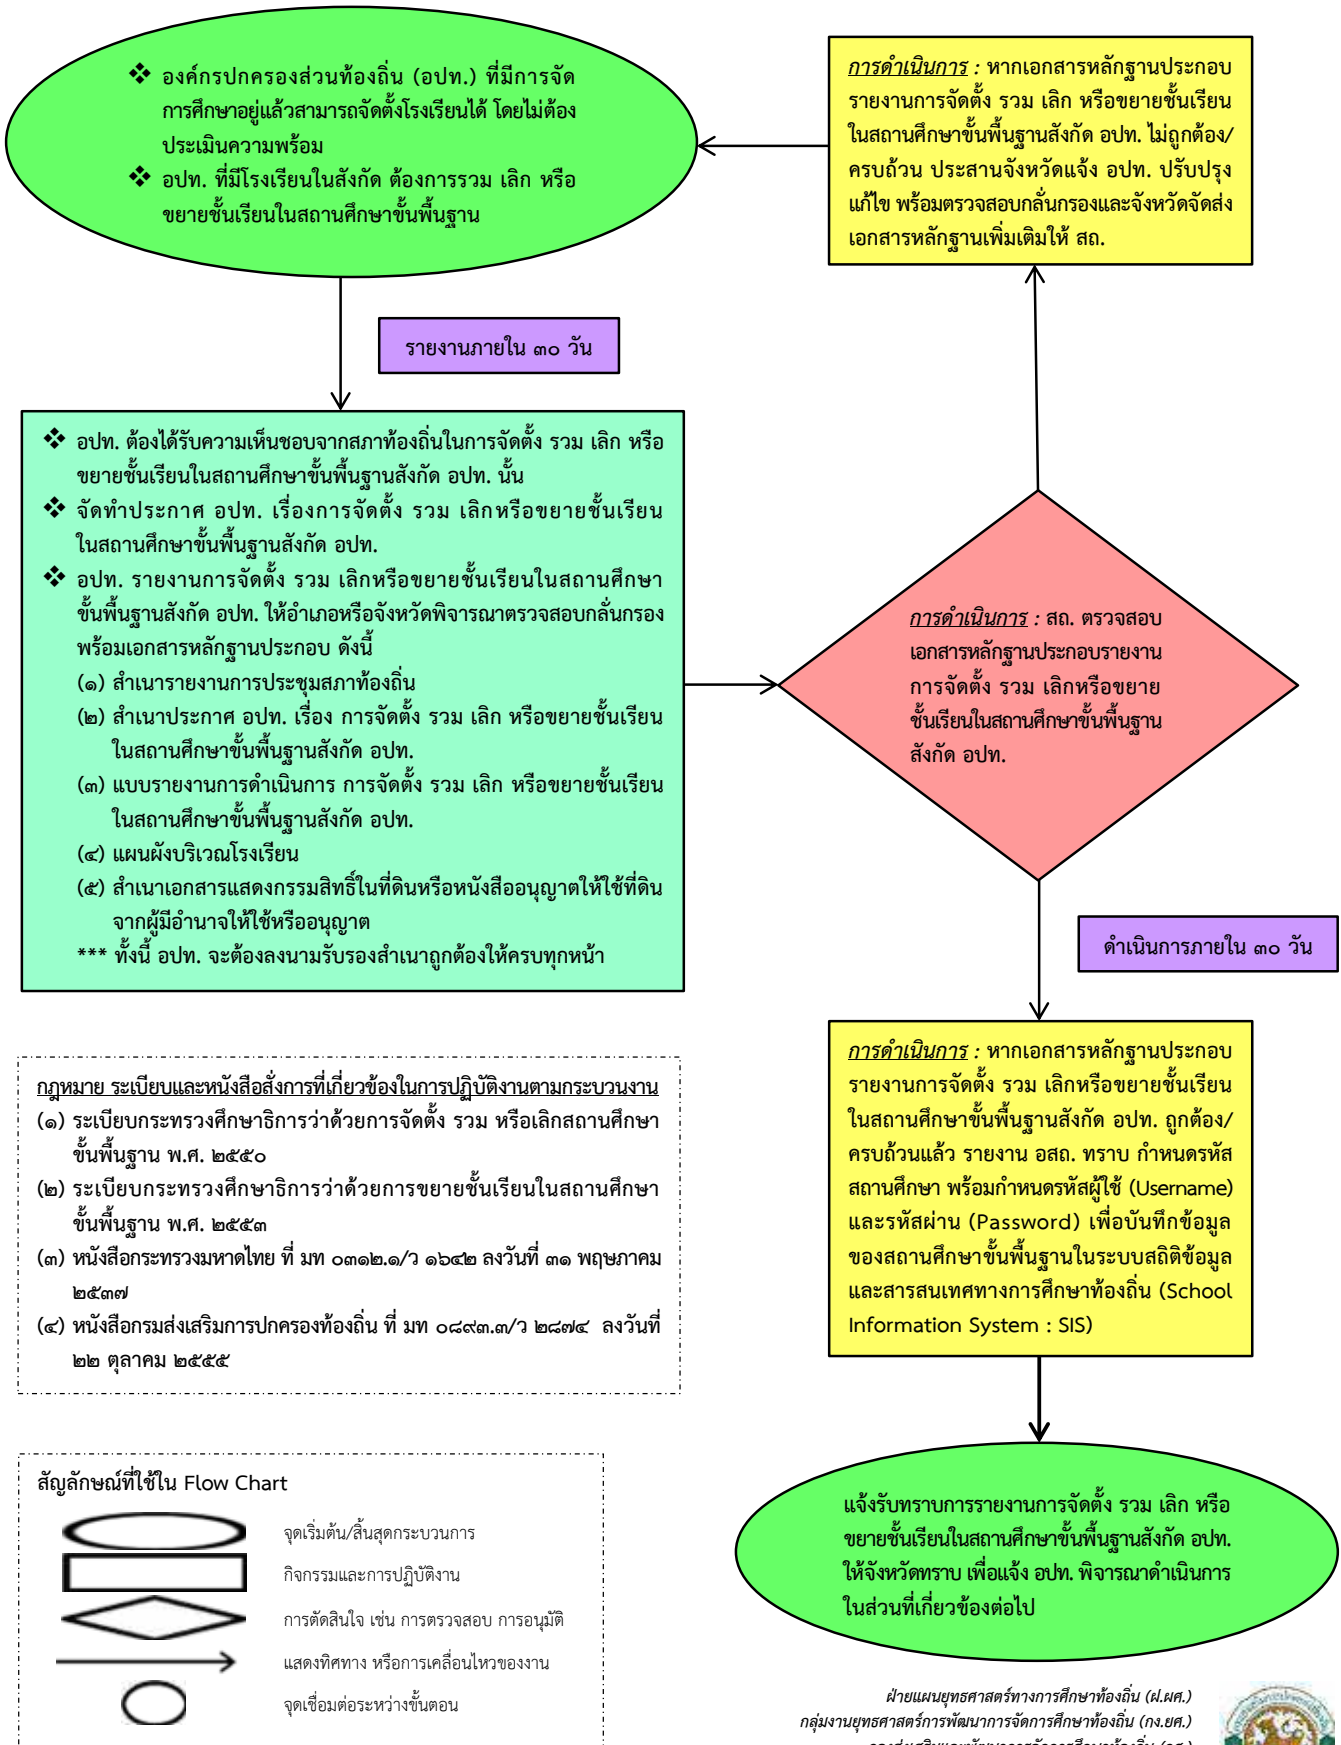 ❖ องค์กรปกครองส่วนท้องถิ่น (อปท.) ที่มีการจัด
การศึกษาอยู่แล้วสามารถจัดตั้งโรงเรียนได้ โดยไม่ต้อง
ประเมินความพร้อม
❖ อปท. ที่มีโรงเรียนในสังกัด ต้องการรวม เลิก หรือ
ขยายชั้นเรียนในสถานศึกษาขั้นพื้นฐาน
การดำเนินการ : หากเอกสารหลักฐานประกอบ
รายงานการจัดตั้ง รวม เลิก หรือขยายชั้นเรียน
ในสถานศึกษาขั้นพื้นฐานสังกัด อปท. ไม่ถูกต้อง/
ครบถ้วน ประสานจังหวัดแจ้ง อปท. ปรับปรุง
แก้ไข พร้อมตรวจสอบกลั่นกรองและจังหวัดจัดส่ง
เอกสารหลักฐานเพิ่มเติมให้ สถ.
รายงานภายใน ๓๐ วัน
❖ อปท. ต้องได้รับความเห็นชอบจากสภาท้องถิ่นในการจัดตั้ง รวม เลิก หรือ
ขยายชั้นเรียนในสถานศึกษาขั้นพื้นฐานสังกัด อปท. นั้น
❖ จัดทำประกาศ อปท. เรื่องการจัดตั้ง รวม เลิกหรือขยายชั้นเรียน
ในสถานศึกษาขั้นพื้นฐานสังกัด อปท.
❖ อปท. รายงานการจัดตั้ง รวม เลิกหรือขยายชั้นเรียนในสถานศึกษา
ขั้นพื้นฐานสังกัด อปท. ให้อำเภอหรือจังหวัดพิจารณาตรวจสอบกลั่นกรอง
พร้อมเอกสารหลักฐานประกอบ ดังนี้
(๑) สำเนารายงานการประชุมสภาท้องถิ่น
(๒) สำเนาประกาศ อปท. เรื่อง การจัดตั้ง รวม เลิก หรือขยายชั้นเรียน
ในสถานศึกษาขั้นพื้นฐานสังกัด อปท.
(๓) แบบรายงานการดำเนินการ การจัดตั้ง รวม เลิก หรือขยายชั้นเรียน
ในสถานศึกษาขั้นพื้นฐานสังกัด อปท.
(๔) แผนผังบริเวณโรงเรียน
(๕) สำเนาเอกสารแสดงกรรมสิทธิ์ในที่ดินหรือหนังสืออนุญาตให้ใช้ที่ดิน
จากผู้มีอำนาจให้ใช้หรืออนุญาต
*** ทั้งนี้ อปท. จะต้องลงนามรับรองสำเนาถูกต้องให้ครบทุกหน้า
การดำเนินการ : สถ. ตรวจสอบ
เอกสารหลักฐานประกอบรายงาน
การจัดตั้ง รวม เลิกหรือขยาย
ชั้นเรียนในสถานศึกษาขั้นพื้นฐาน
สังกัด อปท.
ดำเนินการภายใน ๓๐ วัน
การดำเนินการ : หากเอกสารหลักฐานประกอบ
รายงานการจัดตั้ง รวม เลิกหรือขยายชั้นเรียน
ในสถานศึกษาขั้นพื้นฐานสังกัด อปท. ถูกต้อง/
ครบถ้วนแล้ว รายงาน อสถ. ทราบ กำหนดรหัส
สถานศึกษา พร้อมกำหนดรหัสผู้ใช้ (Username)
และรหัสผ่าน (Password) เพื่อบันทึกข้อมูล
ของสถานศึกษาขั้นพื้นฐานในระบบสถิติข้อมูล
และสารสนเทศทางการศึกษาท้องถิ่น (School
Information System : SIS)
กฎหมาย ระเบียบและหนังสือสั่งการที่เกี่ยวข้องในการปฏิบัติงานตามกระบวนงาน
(๑) ระเบียบกระทรวงศึกษาธิการว่าด้วยการจัดตั้ง รวม หรือเลิกสถานศึกษา
ขั้นพื้นฐาน พ.ศ. ๒๕๕๐
(๒) ระเบียบกระทรวงศึกษาธิการว่าด้วยการขยายชั้นเรียนในสถานศึกษา
ขั้นพื้นฐาน พ.ศ. ๒๕๕๓
(๓) หนังสือกระทรวงมหาดไทย ที่ มท ๐๓๑๒.๑/ว ๑๖๔๒ ลงวันที่ ๓๑ พฤษภาคม
๒๕๓๗
(๔) หนังสือกรมส่งเสริมการปกครองท้องถิ่น ที่ มท ๐๘๙๓.๓/ว ๒๘๗๔ ลงวันที่
๒๒ ตุลาคม ๒๕๕๕
สัญลักษณ์ที่ใช้ใน Flow Chart
จุดเริ่มต้น/สิ้นสุดกระบวนการ
กิจกรรมและการปฏิบัติงาน
การตัดสินใจ เช่น การตรวจสอบ การอนุมัติ
แสดงทิศทาง หรือการเคลื่อนไหวของงาน
จุดเชื่อมต่อระหว่างขั้นตอน
แจ้งรับทราบการรายงานการจัดตั้ง รวม เลิก หรือ
ขยายชั้นเรียนในสถานศึกษาขั้นพื้นฐานสังกัด อปท.
ให้จังหวัดทราบ เพื่อแจ้ง อปท. พิจารณาดำเนินการ
ในส่วนที่เกี่ยวข้องต่อไป
ฝ่ายแผนยุทธศาสตร์ทางการศึกษาท้องถิ่น (ฝ.ผศ.)
กลุ่มงานยุทธศาสตร์การพัฒนาการจัดการศึกษาท้องถิ่น (กง.ยศ.)